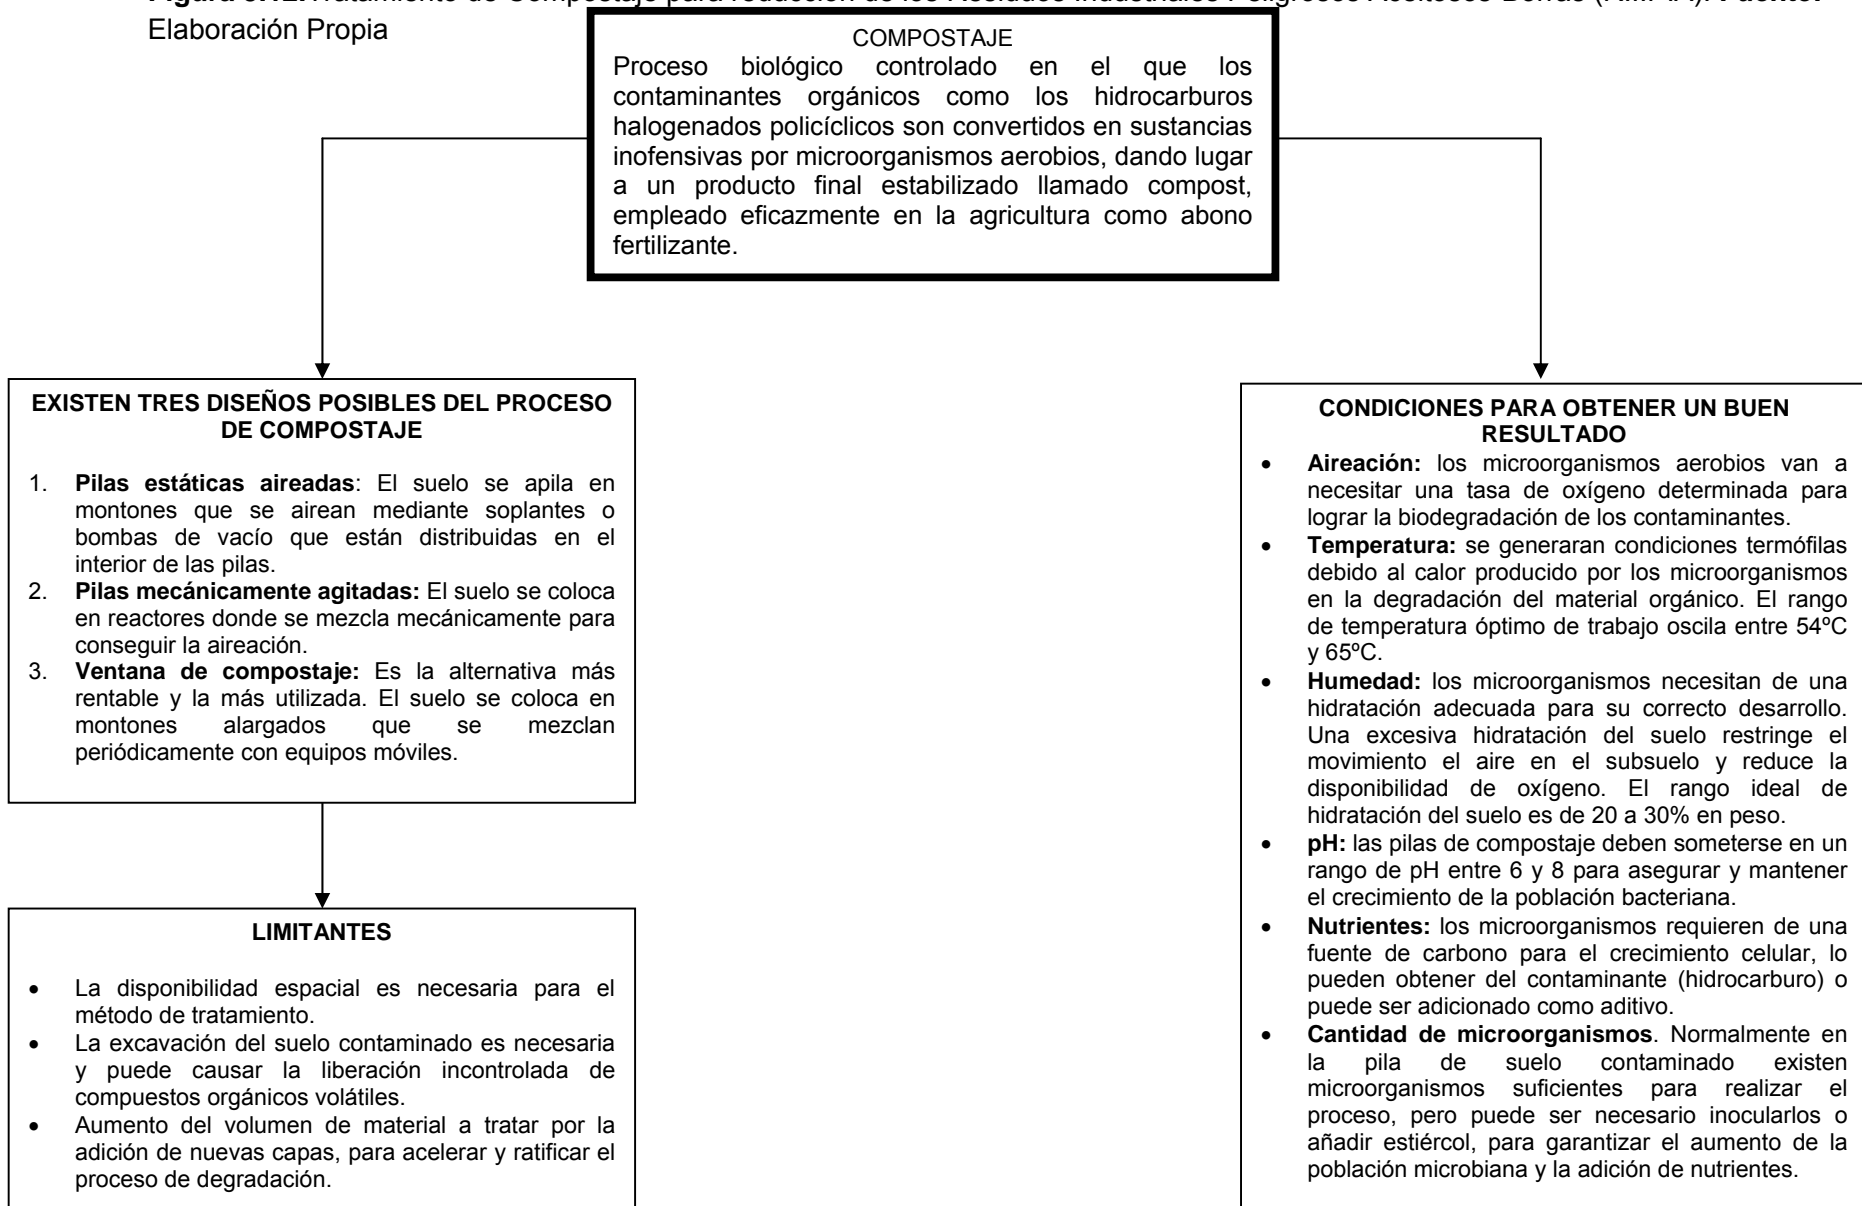 Elaboración Propia
COMPOSTAJE
Proceso biológico controlado en el que los
contaminantes orgánicos como los hidrocarburos
halogenados policíclicos son convertidos en sustancias
inofensivas por microorganismos aerobios, dando lugar
a un producto final estabilizado llamado compost,
empleado eficazmente en la agricultura como abono
fertilizante.
EXISTEN TRES DISEÑOS POSIBLES DEL PROCESO
DE COMPOSTAJE
1. Pilas estáticas aireadas: El suelo se apila en
montones que se airean mediante soplantes o
bombas de vacío que están distribuidas en el
interior de las pilas.
2. Pilas mecánicamente agitadas: El suelo se coloca
en reactores donde se mezcla mecánicamente para
conseguir la aireación.
3. Ventana de compostaje: Es la alternativa más
rentable y la más utilizada. El suelo se coloca en
montones alargados que se mezclan
periódicamente con equipos móviles.
LIMITANTES
• La disponibilidad espacial es necesaria para el
método de tratamiento.
• La excavación del suelo contaminado es necesaria
y puede causar la liberación incontrolada de
compuestos orgánicos volátiles.
• Aumento del volumen de material a tratar por la
adición de nuevas capas, para acelerar y ratificar el
proceso de degradación.
CONDICIONES PARA OBTENER UN BUEN
RESULTADO
• Aireación: los microorganismos aerobios van a
necesitar una tasa de oxígeno determinada para
lograr la biodegradación de los contaminantes.
• Temperatura: se generaran condiciones termófilas
debido al calor producido por los microorganismos
en la degradación del material orgánico. El rango
de temperatura óptimo de trabajo oscila entre 54ºC
y 65ºC.
• Humedad: los microorganismos necesitan de una
hidratación adecuada para su correcto desarrollo.
Una excesiva hidratación del suelo restringe el
movimiento el aire en el subsuelo y reduce la
disponibilidad de oxígeno. El rango ideal de
hidratación del suelo es de 20 a 30% en peso.
• pH: las pilas de compostaje deben someterse en un
rango de pH entre 6 y 8 para asegurar y mantener
el crecimiento de la población bacteriana.
• Nutrientes: los microorganismos requieren de una
fuente de carbono para el crecimiento celular, lo
pueden obtener del contaminante (hidrocarburo) o
puede ser adicionado como aditivo.
• Cantidad de microorganismos. Normalmente en
la pila de suelo contaminado existen
microorganismos suficientes para realizar el
proceso, pero puede ser necesario inocularlos o
añadir estiércol, para garantizar el aumento de la
población microbiana y la adición de nutrientes.